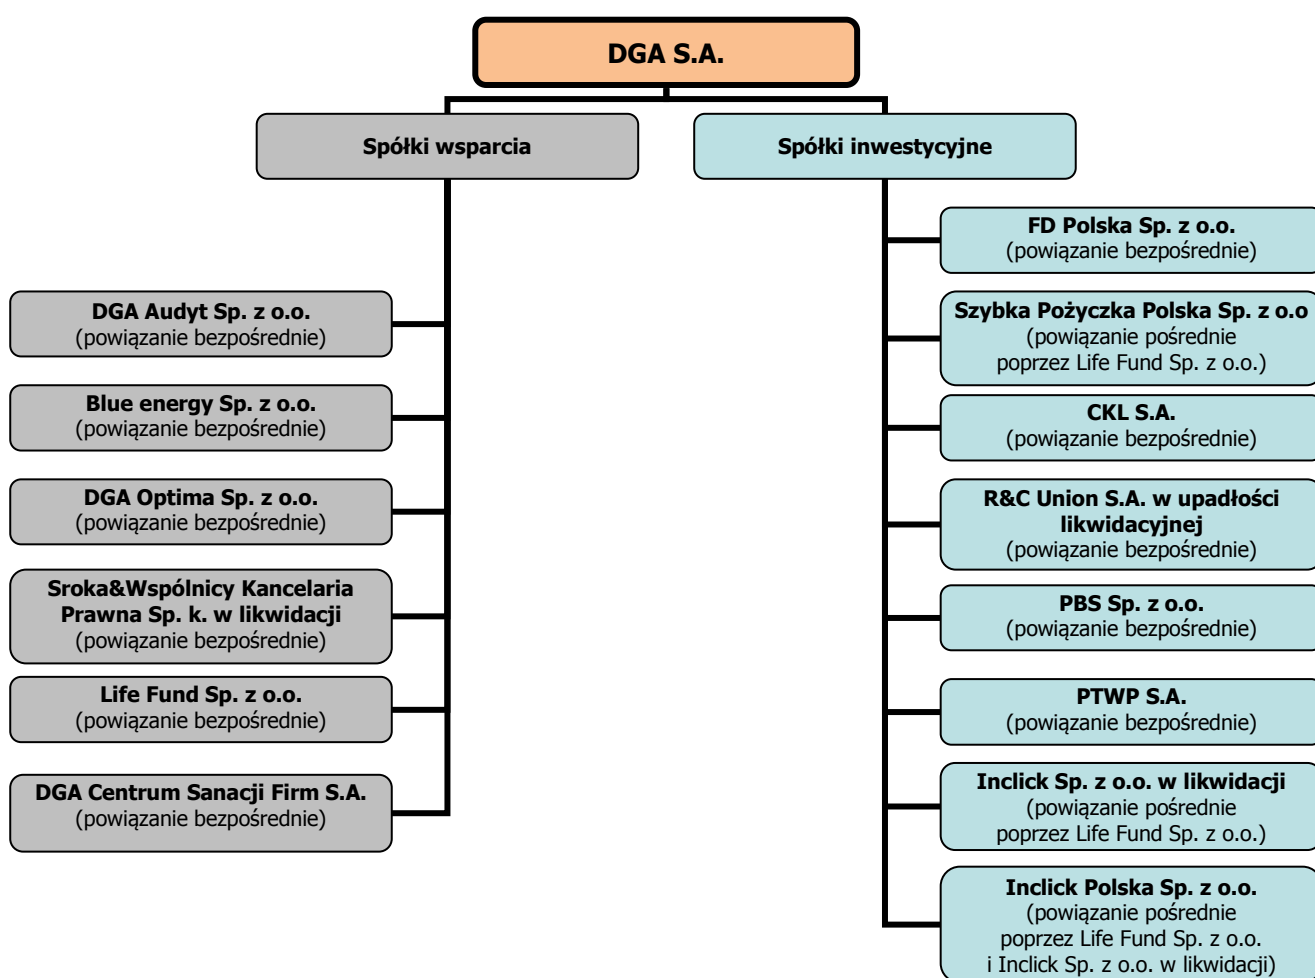 DGA S.A.
Spółki wsparcia
Spółki inwestycyjne
DGA Audyt Sp. z o.o.
(powiązanie bezpośrednie)
Blue energy Sp. z o.o.
(powiązanie bezpośrednie)
DGA Optima Sp. z o.o.
(powiązanie bezpośrednie)
Sroka&Wspólnicy Kancelaria
Prawna Sp. k. w likwidacji
(powiązanie bezpośrednie)
Life Fund Sp. z o.o.
(powiązanie bezpośrednie)
DGA Centrum Sanacji Firm S.A.
(powiązanie bezpośrednie)
FD Polska Sp. z o.o.
(powiązanie bezpośrednie)
Szybka Pożyczka Polska Sp. z o.o
(powiązanie pośrednie
poprzez Life Fund Sp. z o.o.)
CKL S.A.
(powiązanie bezpośrednie)
R&C Union S.A. w upadłości
likwidacyjnej
(powiązanie bezpośrednie)
PBS Sp. z o.o.
(powiązanie bezpośrednie)
PTWP S.A.
(powiązanie bezpośrednie)
Inclick Sp. z o.o. w likwidacji
(powiązanie pośrednie
poprzez Life Fund Sp. z o.o.)
Inclick Polska Sp. z o.o.
(powiązanie pośrednie
poprzez Life Fund Sp. z o.o.
i Inclick Sp. z o.o. w likwidacji)